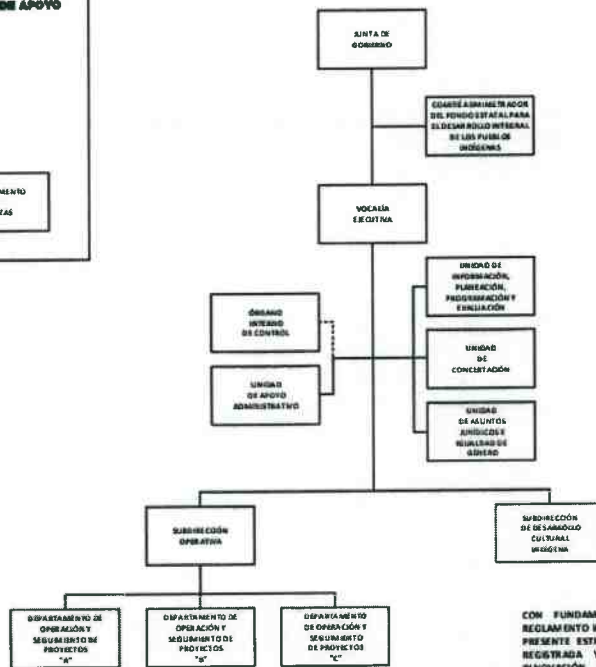 DE APOYO
JUNTA DE
GOBIERNO
COMITÉ ADMINISTRADOR
DEL FONDO ESTATAL PARA
EL DESARROLLO INTEGRAL
DE LOS PUEBLOS
INDÍGENAS
VOCALÍA
EJECUTIVA
UNIDAD DE
INFORMACIÓN,
PLANEACIÓN,
PROGRAMACIÓN Y
EVALUACIÓN
ÓRGANO
INTERNO
DE CONTROL
UNIDAD
DE
CONCERTACIÓN
UNIDAD
DE APOYO
ADMINISTRATIVO
UNIDAD
DE ASUNTOS
JURÍDICOS E
IGUALDAD DE
GÉNERO
SUBDIRECCIÓN
OPERATIVA
SUBDIRECCIÓN
DE DESARROLLO
CULTURAL
INDÍGENA
DEPARTAMENTO DE
OPERACIÓN Y
SEGUIMIENTO DE
PROYECTOS
"A"
DEPARTAMENTO DE
OPERACIÓN Y
SEGUIMIENTO DE
PROYECTOS
"B"
DEPARTAMENTO
DE OPERACIÓN Y
SEGUIMIENTO
DE PROYECTOS
"C"
CON FUNDAM
REGLAMENTO
PRESENTE EST
REGISTRADA Y